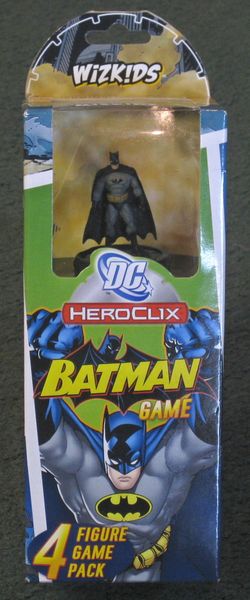 WIZKIDS
DC
HEROCLIX
BATMAN
GAME
4 FIGURE
GAME
PACK